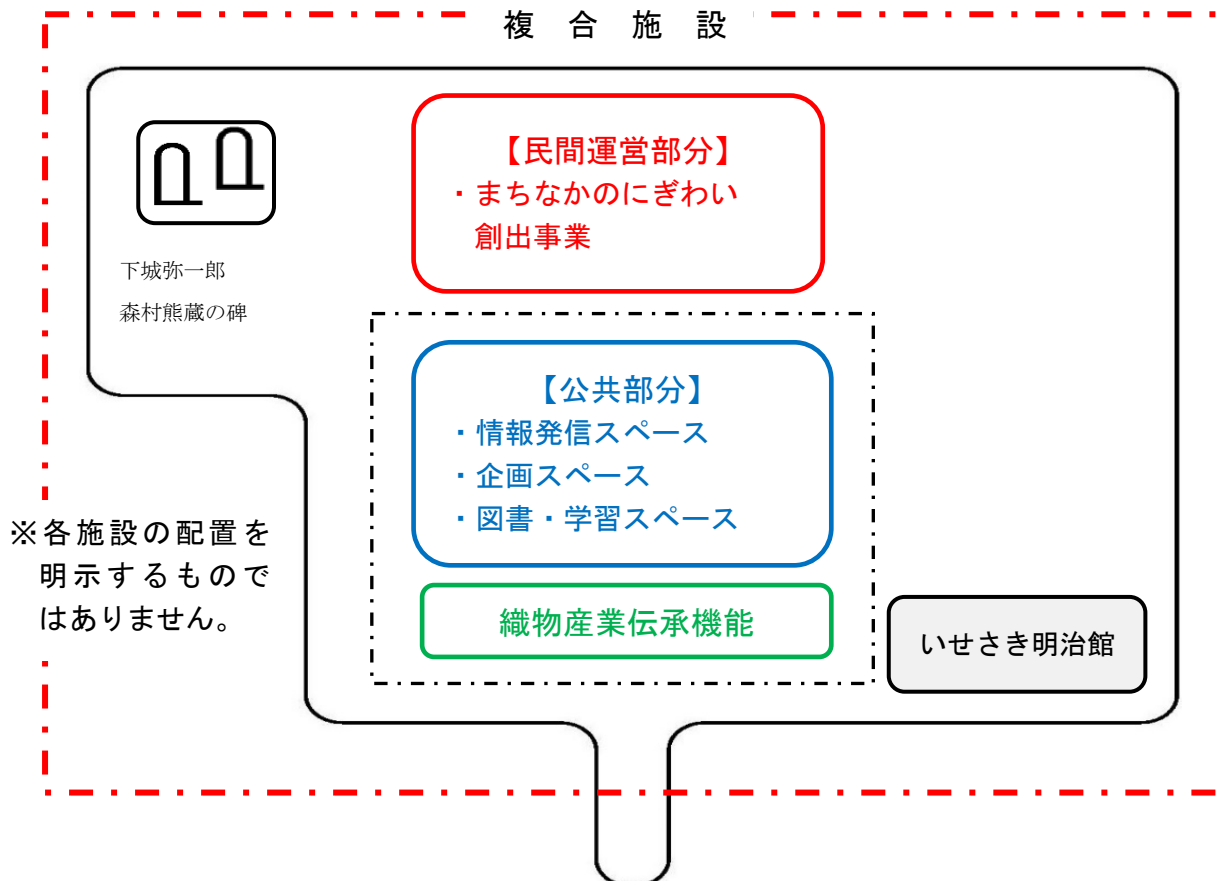 複合施設
【民間運営部分】
・まちなかのにぎわい
創出事業
下城弥一郎
森村熊蔵の碑
【公共部分】
・情報発信スペース
・企画スペース
・図書・学習スペース
※各施設の配置を
明示するもので
はありません。
織物産業伝承機能
いせさき明治館